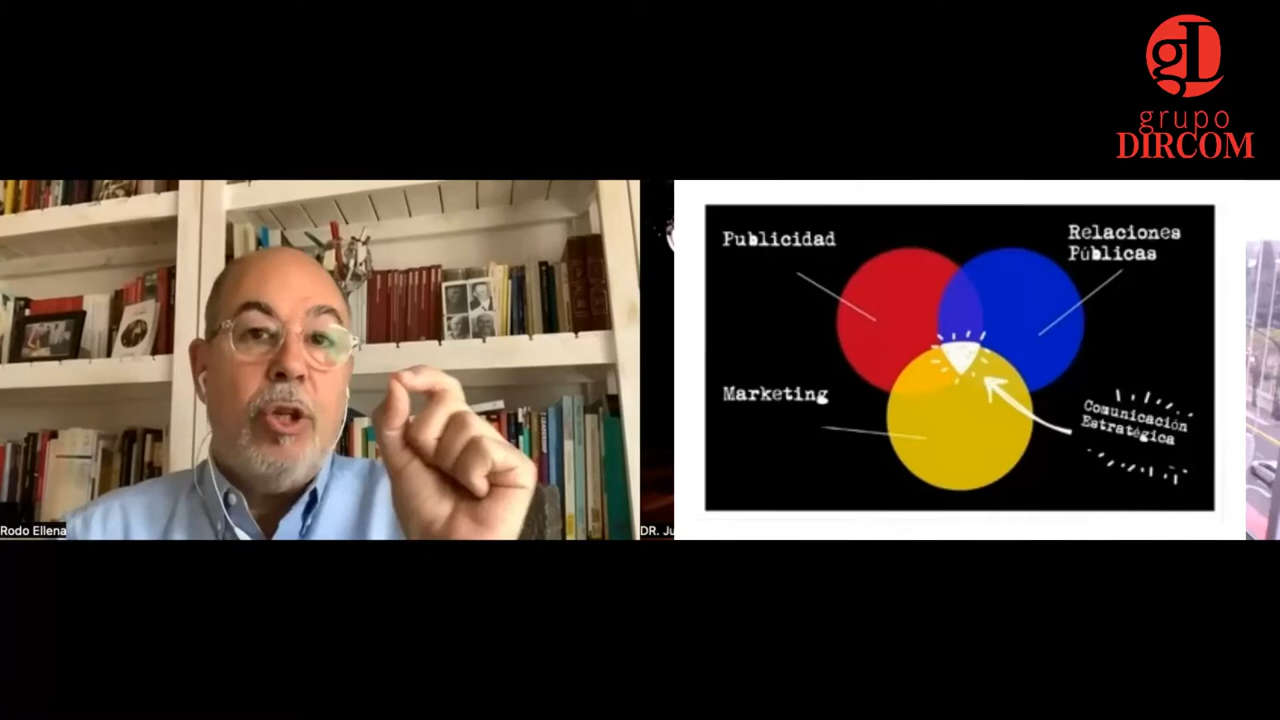 gD
grupo
DIRCOM
Publicidad
Relaciones
Públicas
Marketing
Comunicación
Estratégica
Rodo Ellena
DR. Ju